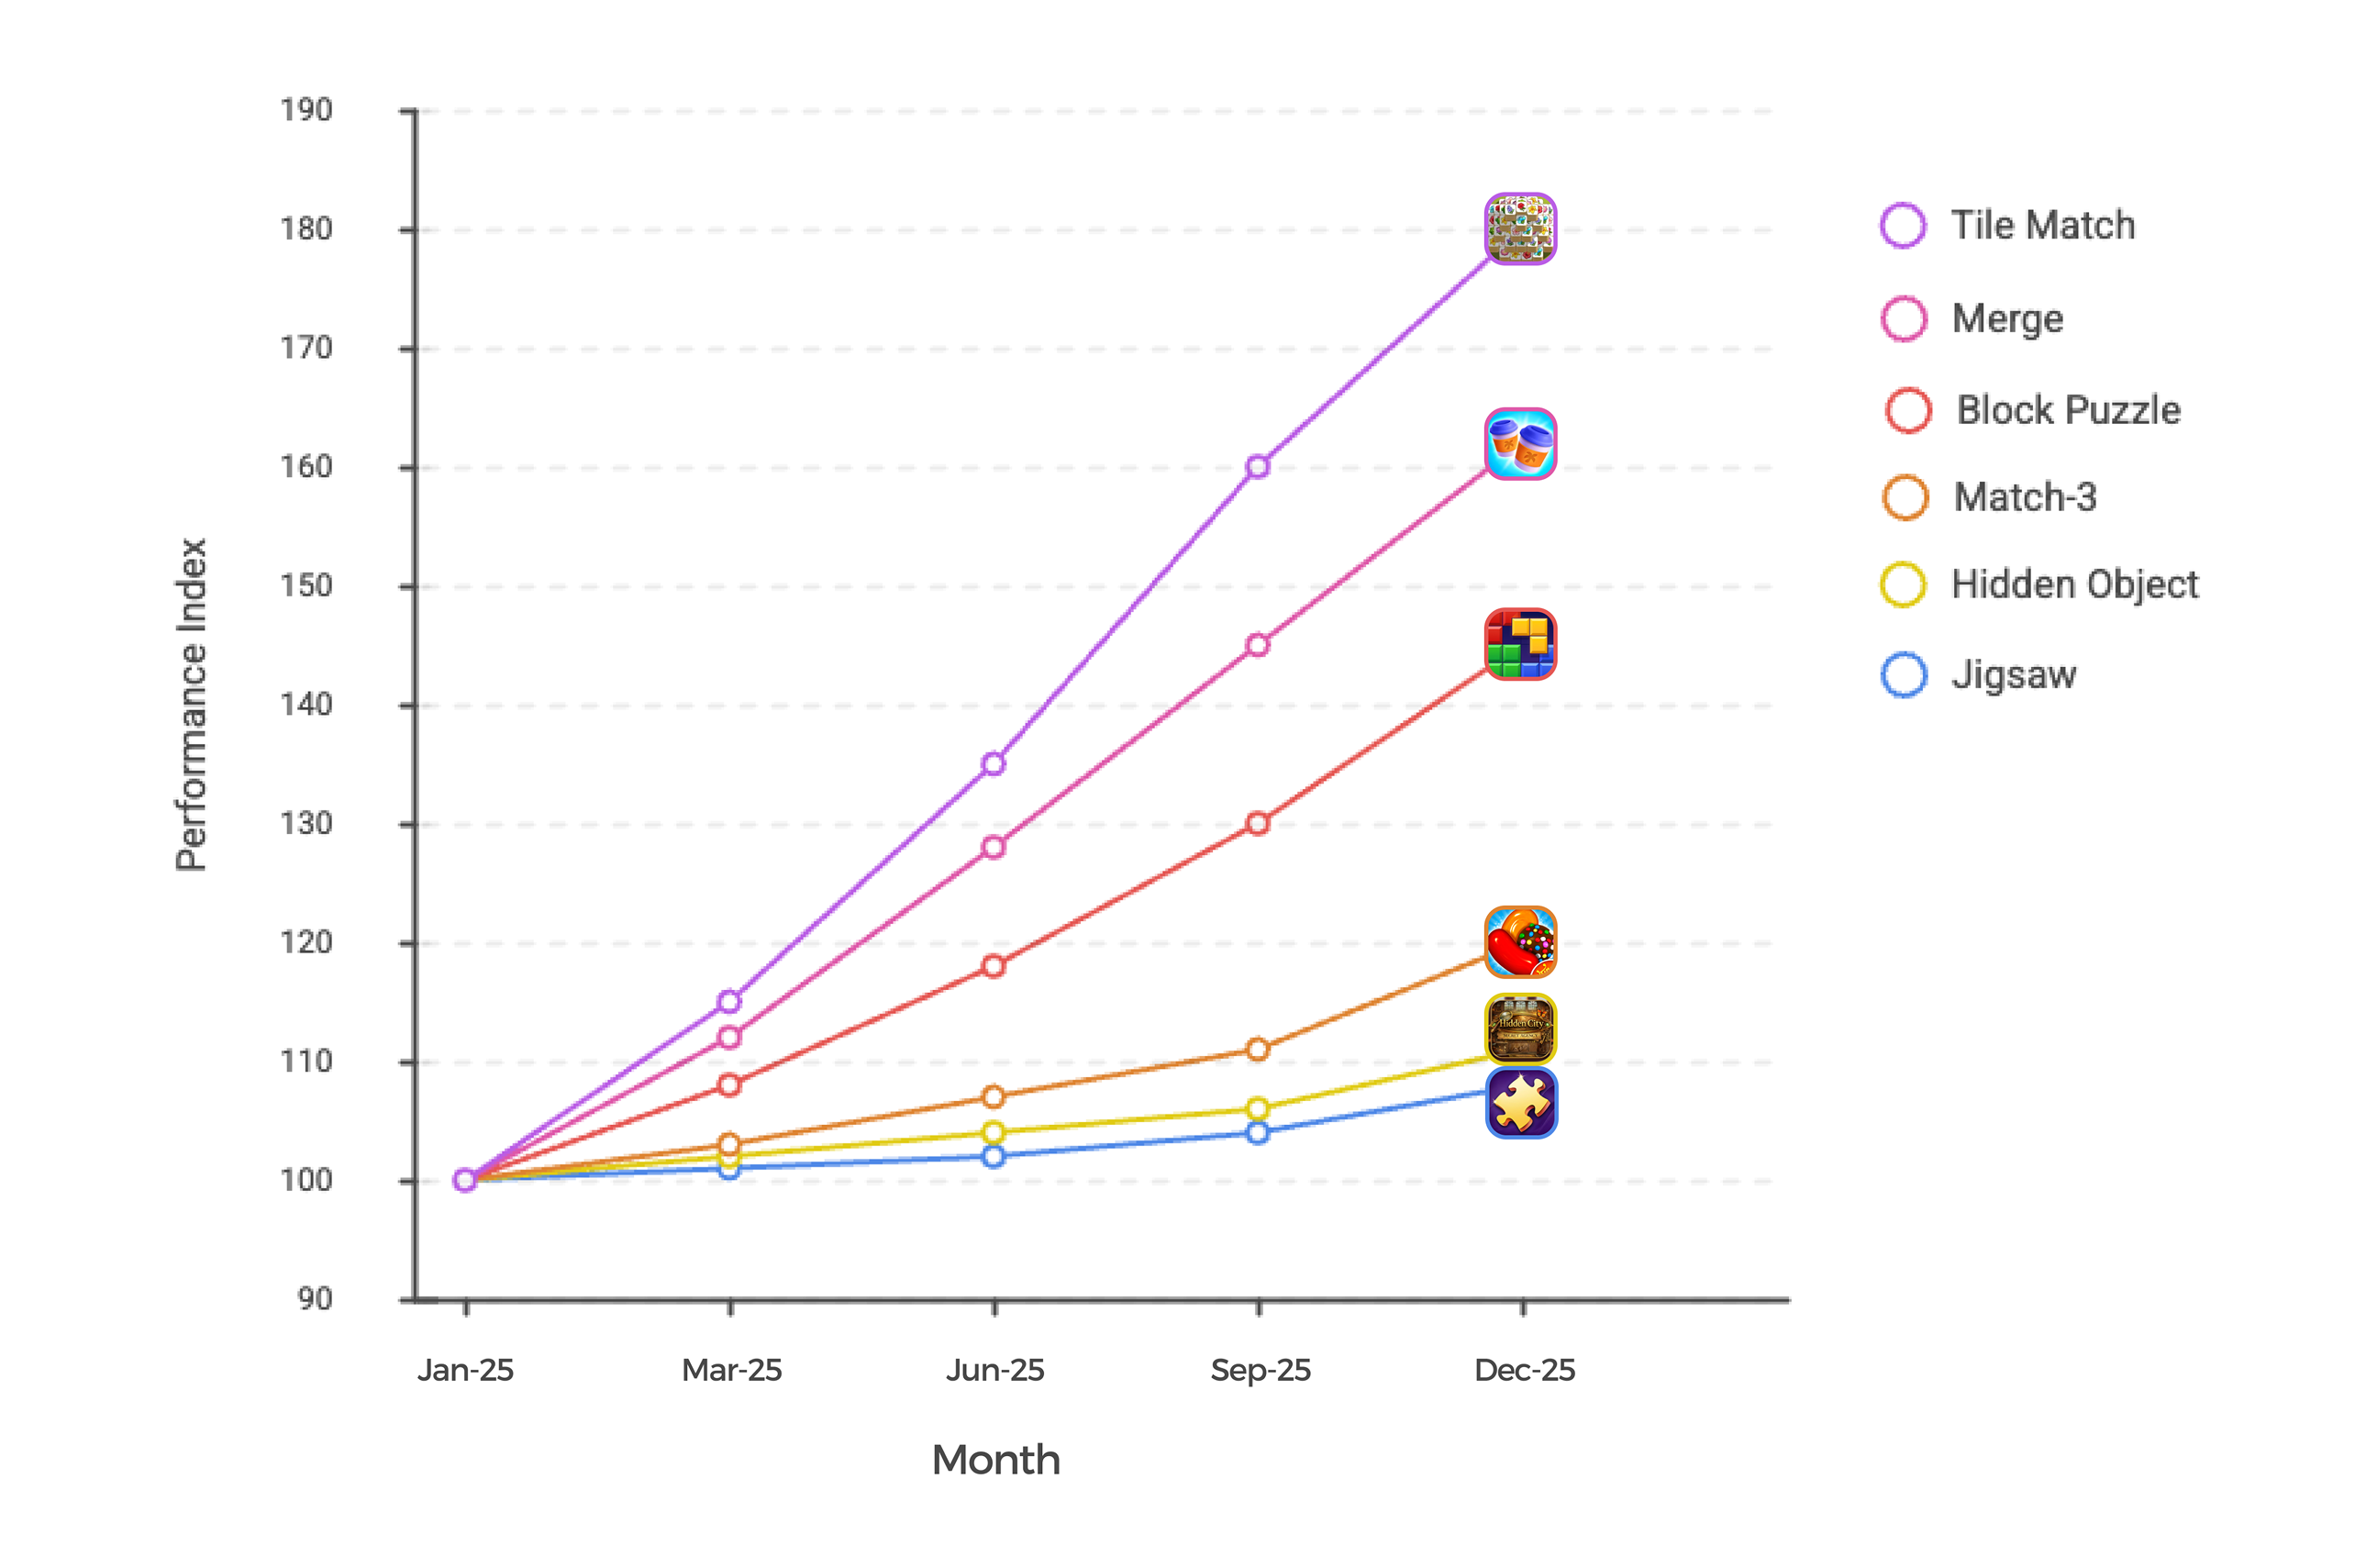 190
180
170
160
150
140
130
120
110
100
90
Performance Index
Jan-25
Mar-25
Jun-25
Sep-25
Dec-25
Month
Tile Match
Merge
Block Puzzle
Match-3
Hidden Object
Jigsaw
Hidden City